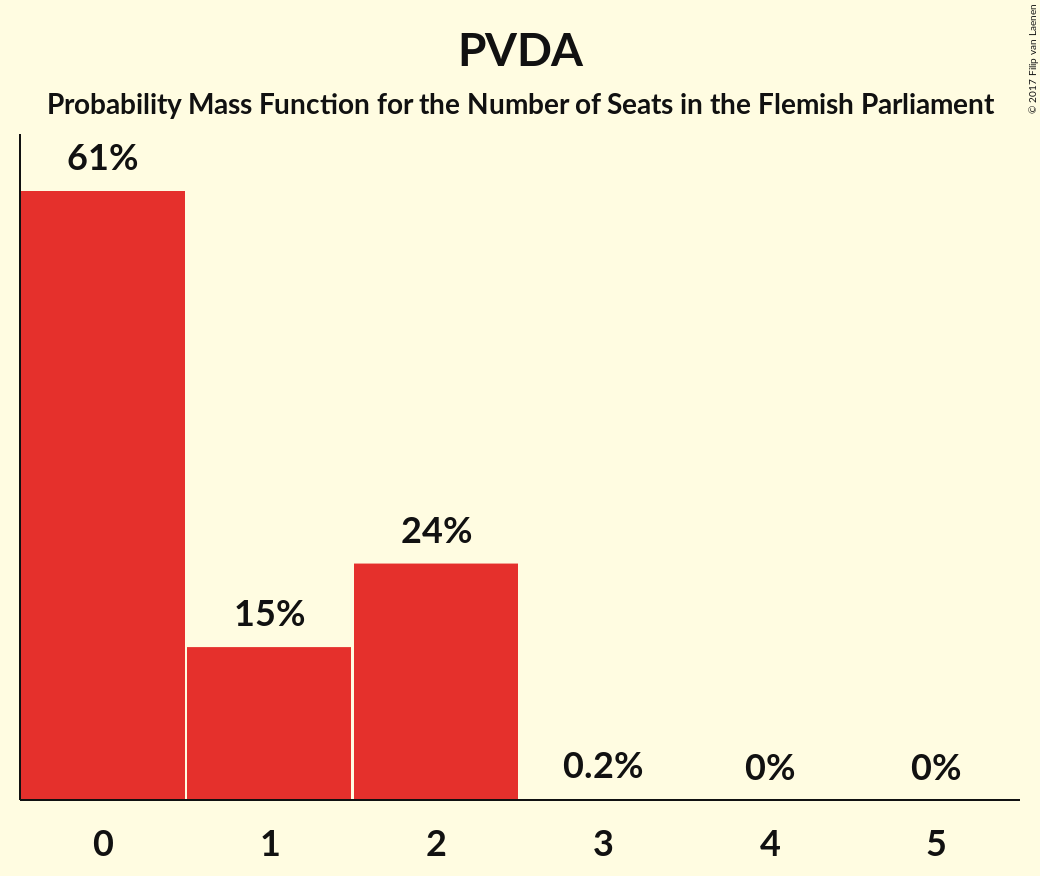 PVDA
Probability Mass Function for the Number of Seats in the Flemish Parliament
© 2017 Filip van Laenen
61%
15%
24%
0.2%
0%
0%
0 1 2 3 4 5